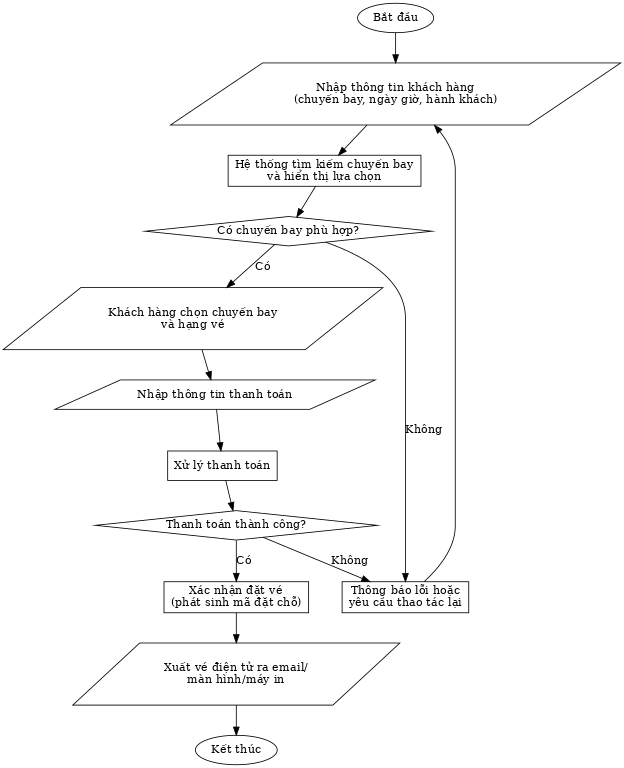 Bắt đầu
Nhập thông tin khách hàng
(chuyến bay, ngày giờ, hành khách)
Hệ thống tìm kiếm chuyến bay
và hiển thị lựa chọn
Có chuyến bay phù hợp?
Có
Khách hàng chọn chuyến bay
và hạng vé
Nhập thông tin thanh toán
Không
Xử lý thanh toán
Thanh toán thành công?
Có
Không
Xác nhận đặt vé
(phát sinh mã đặt chỗ)
Thông báo lỗi hoặc
yêu cầu thao tác lại
Xuất vé điện tử ra email/
màn hình/máy in
Kết thúc